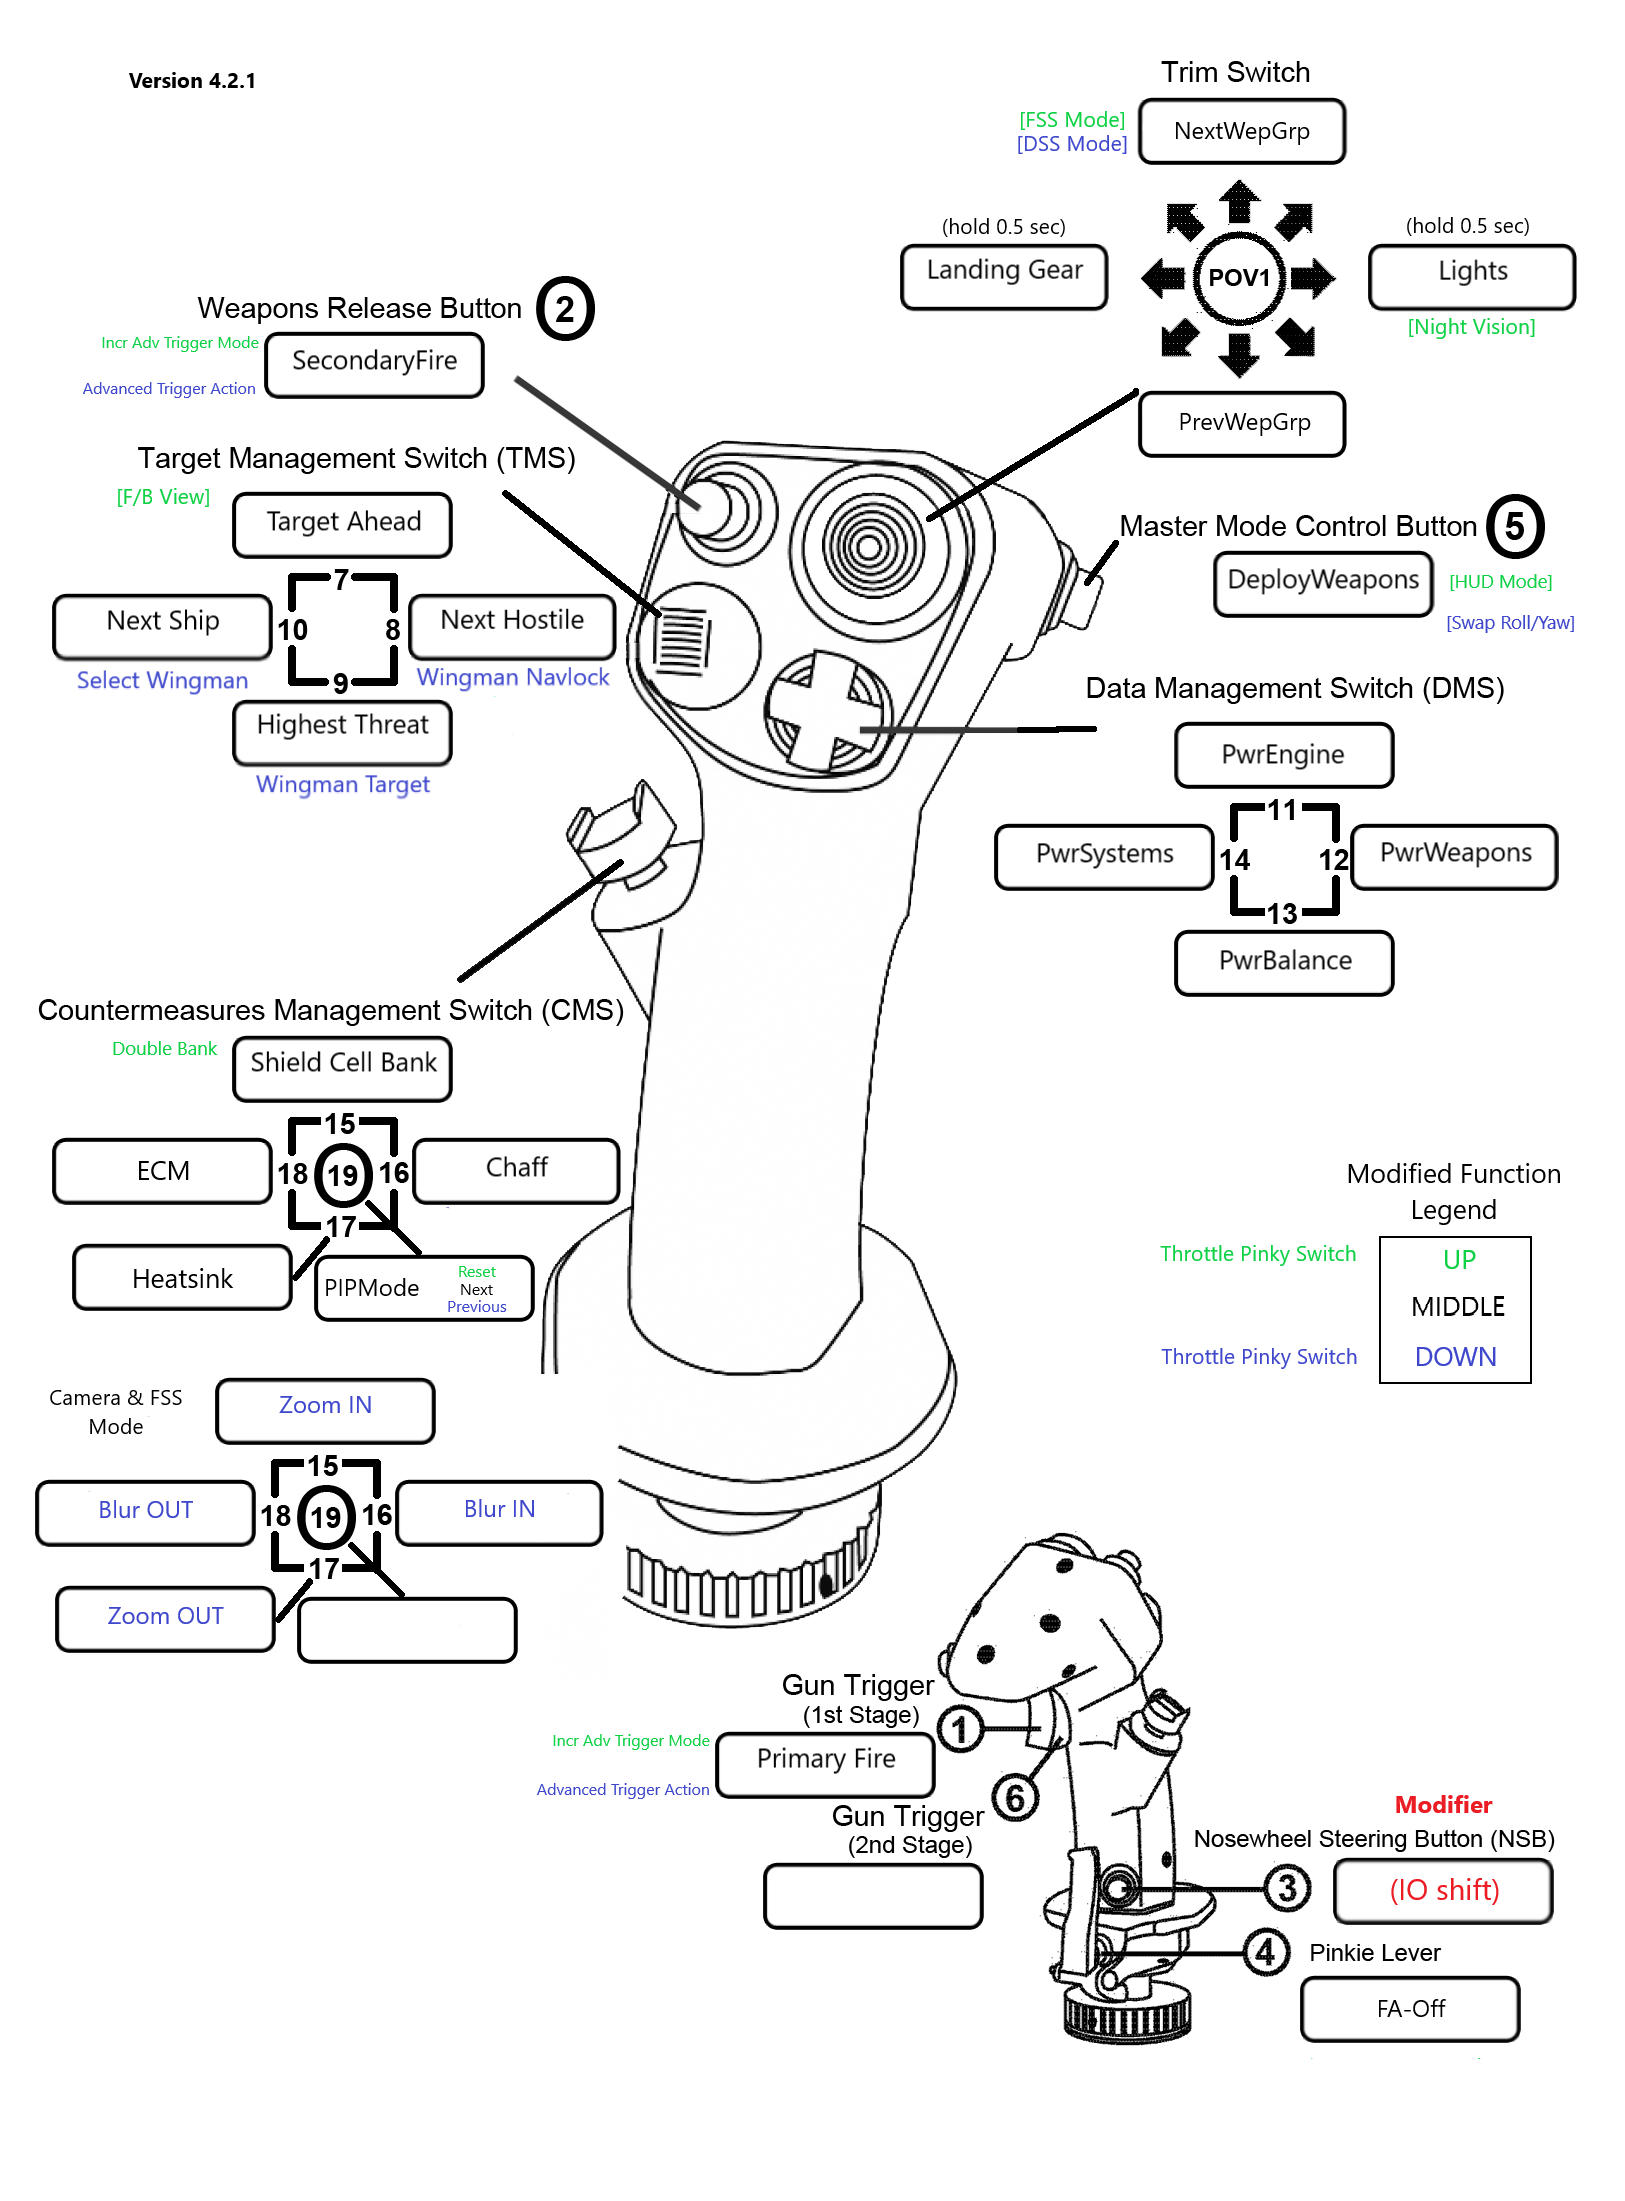 Version 4.2.1
Trim Switch
[FSS Mode]
[DSS Mode]
NextWepGrp
(hold 0.5 sec)
Landing Gear
POV1
(hold 0.5 sec)
Lights
[Night Vision]
PrevWepGrp
Weapons Release Button 2
Incr Adv Trigger Mode
SecondaryFire
Advanced Trigger Action
Target Management Switch (TMS)
[F/B View]
Target Ahead
7
Next Ship
10
8
Next Hostile
Select Wingman
Wingman Navlock
9
Highest Threat
Wingman Target
Master Mode Control Button 5
DeployWeapons
[HUD Mode]
[Swap Roll/Yaw]
Data Management Switch (DMS)
PwrEngine
11
PwrSystems
14
12
PwrWeapons
13
PwrBalance
Countermeasures Management Switch (CMS)
Double Bank
Shield Cell Bank
15
ECM
18
19
16
Chaff
17
Heatsink
PIPMode
Reset
Next
Previous
Modified Function
Legend
Throttle Pinky Switch
UP
MIDDLE
Throttle Pinky Switch
DOWN
Camera & FSS
Mode
Zoom IN
15
Blur OUT
18
19
16
Blur IN
17
Zoom OUT
Gun Trigger
(1st Stage)
1
Incr Adv Trigger Mode
Primary Fire
Advanced Trigger Action
6
Gun Trigger
(2nd Stage)
Modifier
Nosewheel Steering Button (NSB)
3
(IO shift)
4
Pinkie Lever
FA-Off